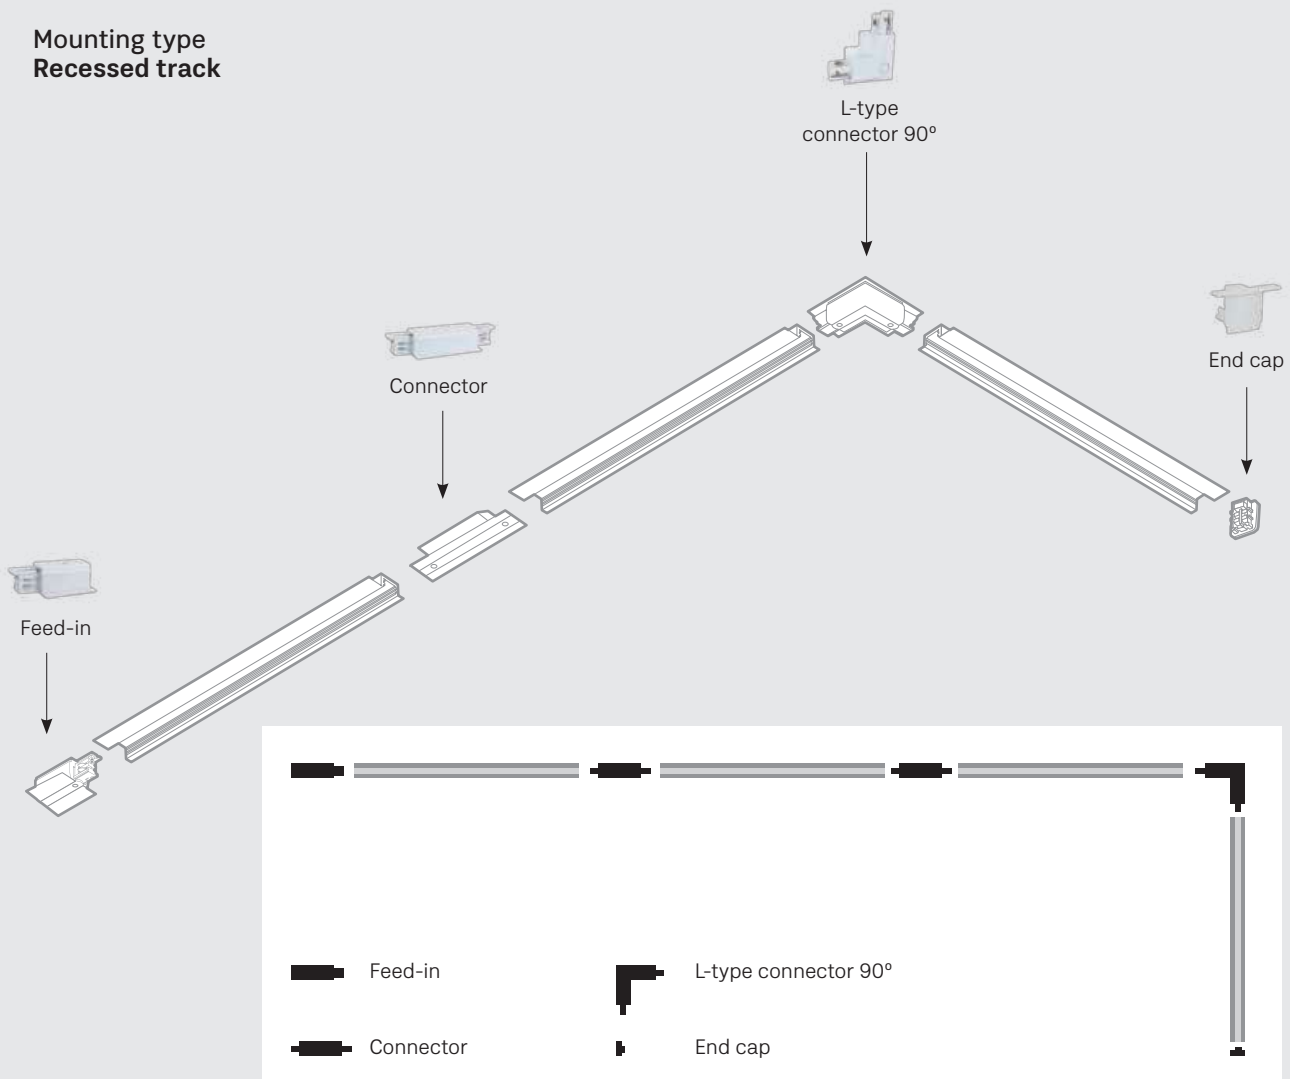 Mounting type
Recessed track
L-type
connector 90º
End cap
Connector
Feed-in
Feed-in
L-type connector 90º
Connector
End cap